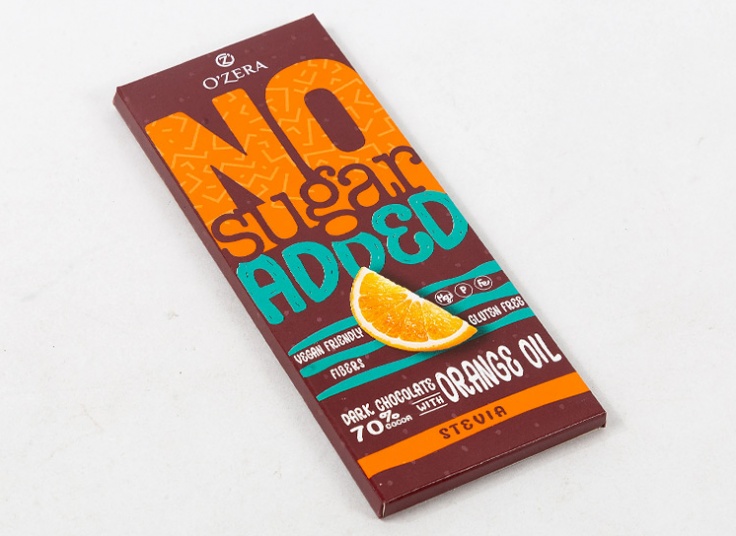 O'ZERA
NO
sugar
ADDED
Mg P Fe
VEGAN FRIENDLY
GLUTEN FREE
FIBERS
DARK CHOCOLATE
70% COCOA
WITH
ORANGE OIL
STEVIA